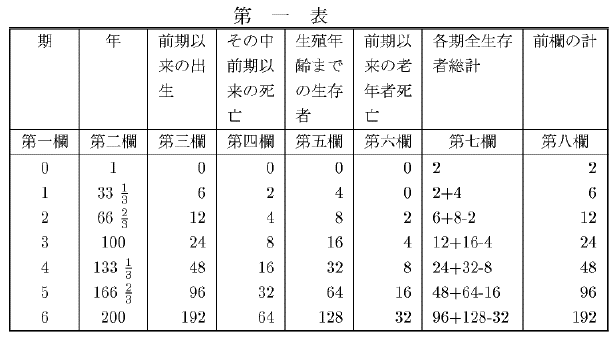 第一表
期 年 前期以 その中 生殖年 前期以 各期全生存 前欄の計
来の出 前期以 齢まで 来の老 者総計
生 来の死 の生存 年者死
亡 者 亡
第一欄 第二欄 第三欄 第四欄 第五欄 第六欄 第七欄 第八欄
0 1 0 0 0 0 2 2
1 33 1/3 6 2 4 0 2+4 6
2 66 2/3 12 4 8 2 6+8-2 12
3 100 24 8 16 4 12+16-4 24
4 133 1/3 48 16 32 8 24+32-8 48
5 166 2/3 96 32 64 16 48+64-16 96
6 200 192 64 128 32 96+128-32 192